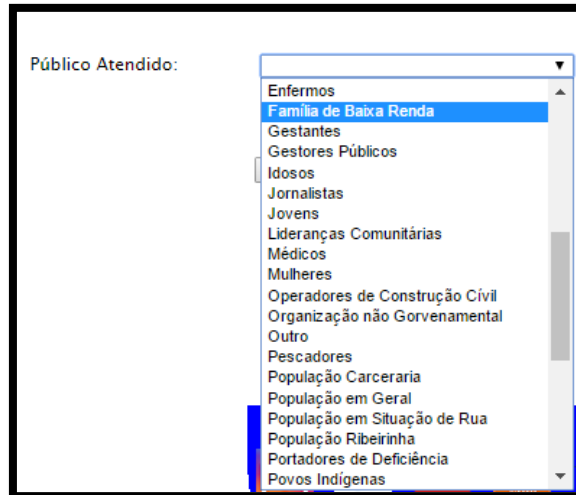 Público Atendido:
Enfermos
Família de Baixa Renda
Gestantes
Gestores Públicos
Idosos
Jornalistas
Jovens
Lideranças Comunitárias
Médicos
Mulheres
Operadores de Construção Cívil
Organização não Gorvenamental
Outro
Pescadores
População Carceraria
População em Geral
População em Situação de Rua
População Ribeirinha
Portadores de Deficiência
Povos Indígenas